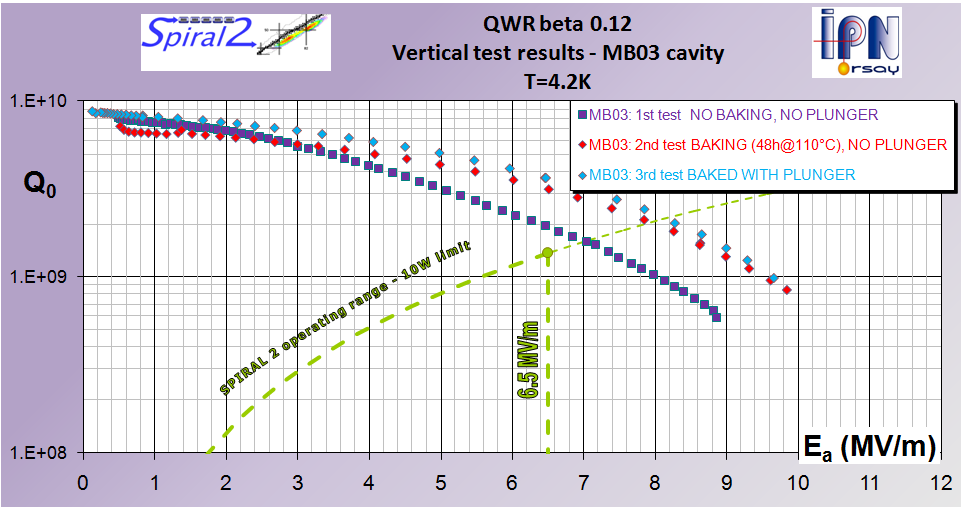 Spiral2
QWR beta 0.12
Vertical test results - MB03 cavity
T=4.2K
IPN
Orsay
1.E+10
MB03: 1st test NO BAKING, NO PLUNGER
MB03: 2nd test BAKING (48h@110°C), NO PLUNGER
MB03: 3rd test BAKED WITH PLUNGER
Q0
1.E+09
SPIRAL 2 operating range - 10W limit
6.5 MV/m
1.E+08
Ea (MV/m)
0 1 2 3 4 5 6 7 8 9 10 11 12